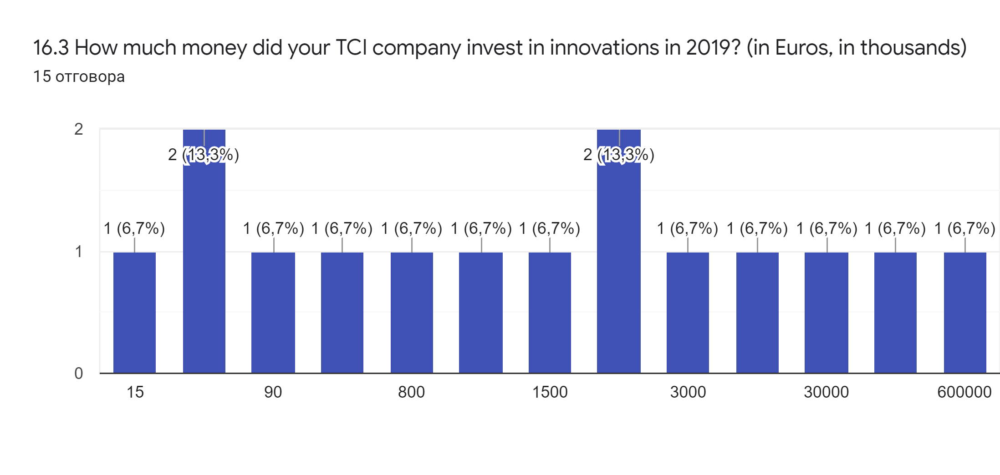 16.3 How much money did your TCI company invest in innovations in 2019? (in Euros, in thousands)
15 отговора
2
2 (13,3%) 2 (13,3%)
1 (6,7%) 1 (6,7%) 1 (6,7%) 1 (6,7%) 1 (6,7%) 1 (6,7%) 1 (6,7%) 1 (6,7%) 1 (6,7%) 1 (6,7%) 1 (6,7%)
1
0
15 90 800 1500 3000 30000 600000